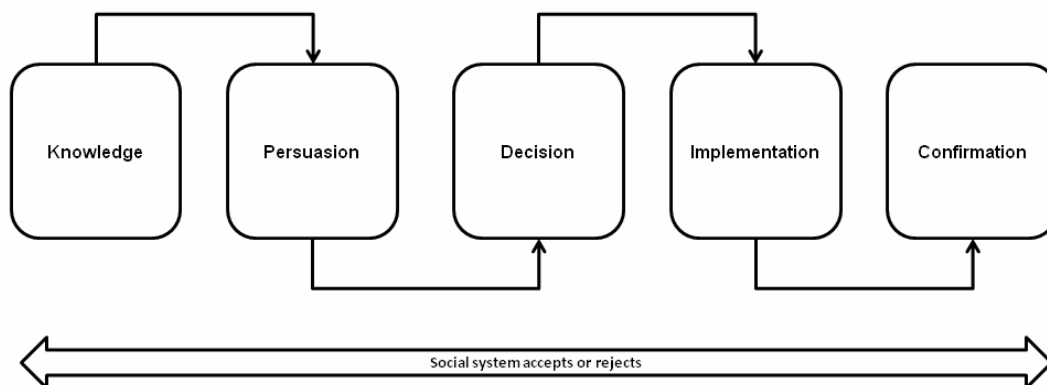 Knowledge
Persuasion
Decision
Implementation
Confirmation
Social system accepts or rejects